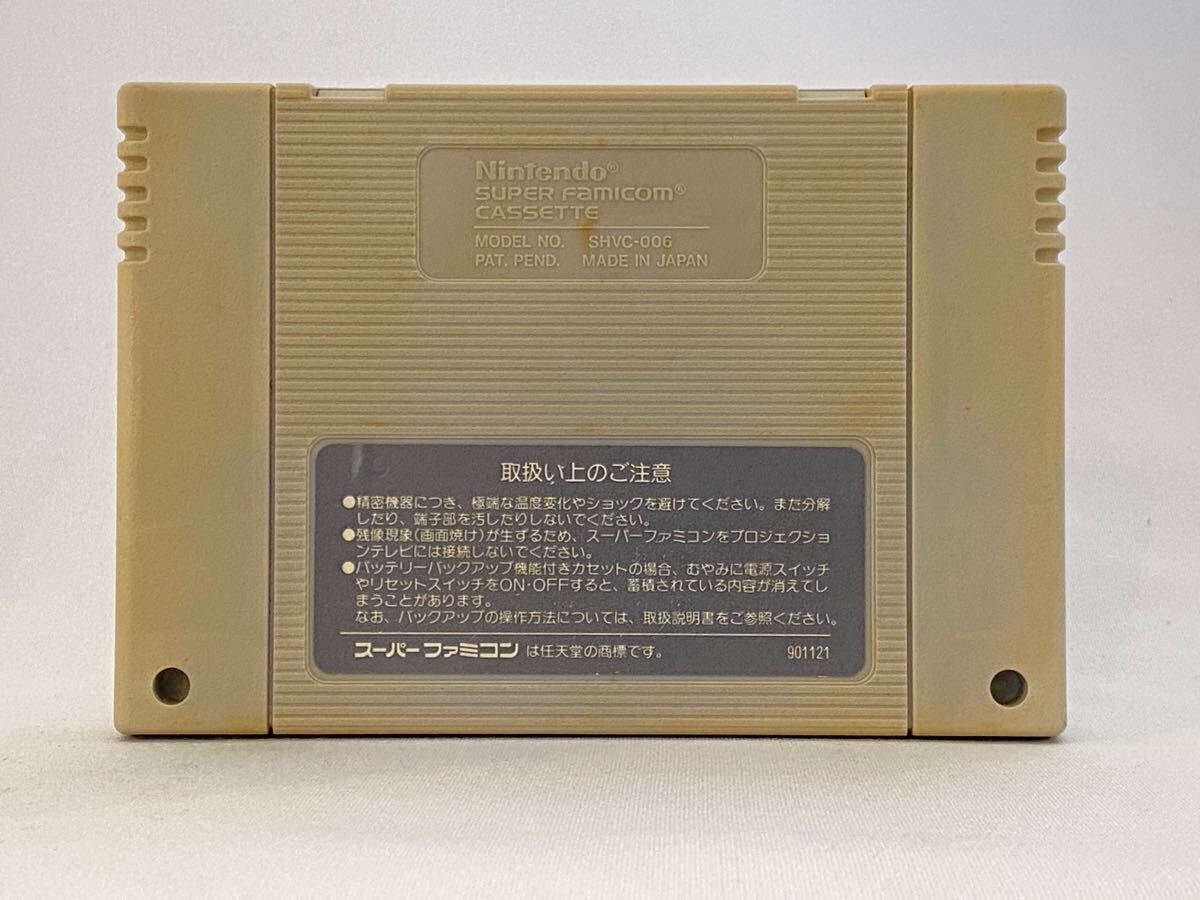 Nintendo®
SUPER FAMICOM®
CASSETTE
MODEL NO. SHVC-006
PAT. PEND. MADE IN JAPAN
取扱い上のご注意
●精密機器につき、極端な温度変化やショックを避けてください。また分解
したり、端子部を汚したりしないでください。
●残像現象(画面焼け)が生ずるため、スーパーファミコンをプロジェクショ
ンテレビには接続しないでください。
●バッテリーバックアップ機能付きカセットの場合、むやみに電源スイッチ
やリセットスイッチをON・OFFすると、蓄積されている内容が消えてし
まうことがあります。
なお、バックアップの操作方法については、取扱説明書をご参照ください。
スーパーファミコン は任天堂の商標です。 901121